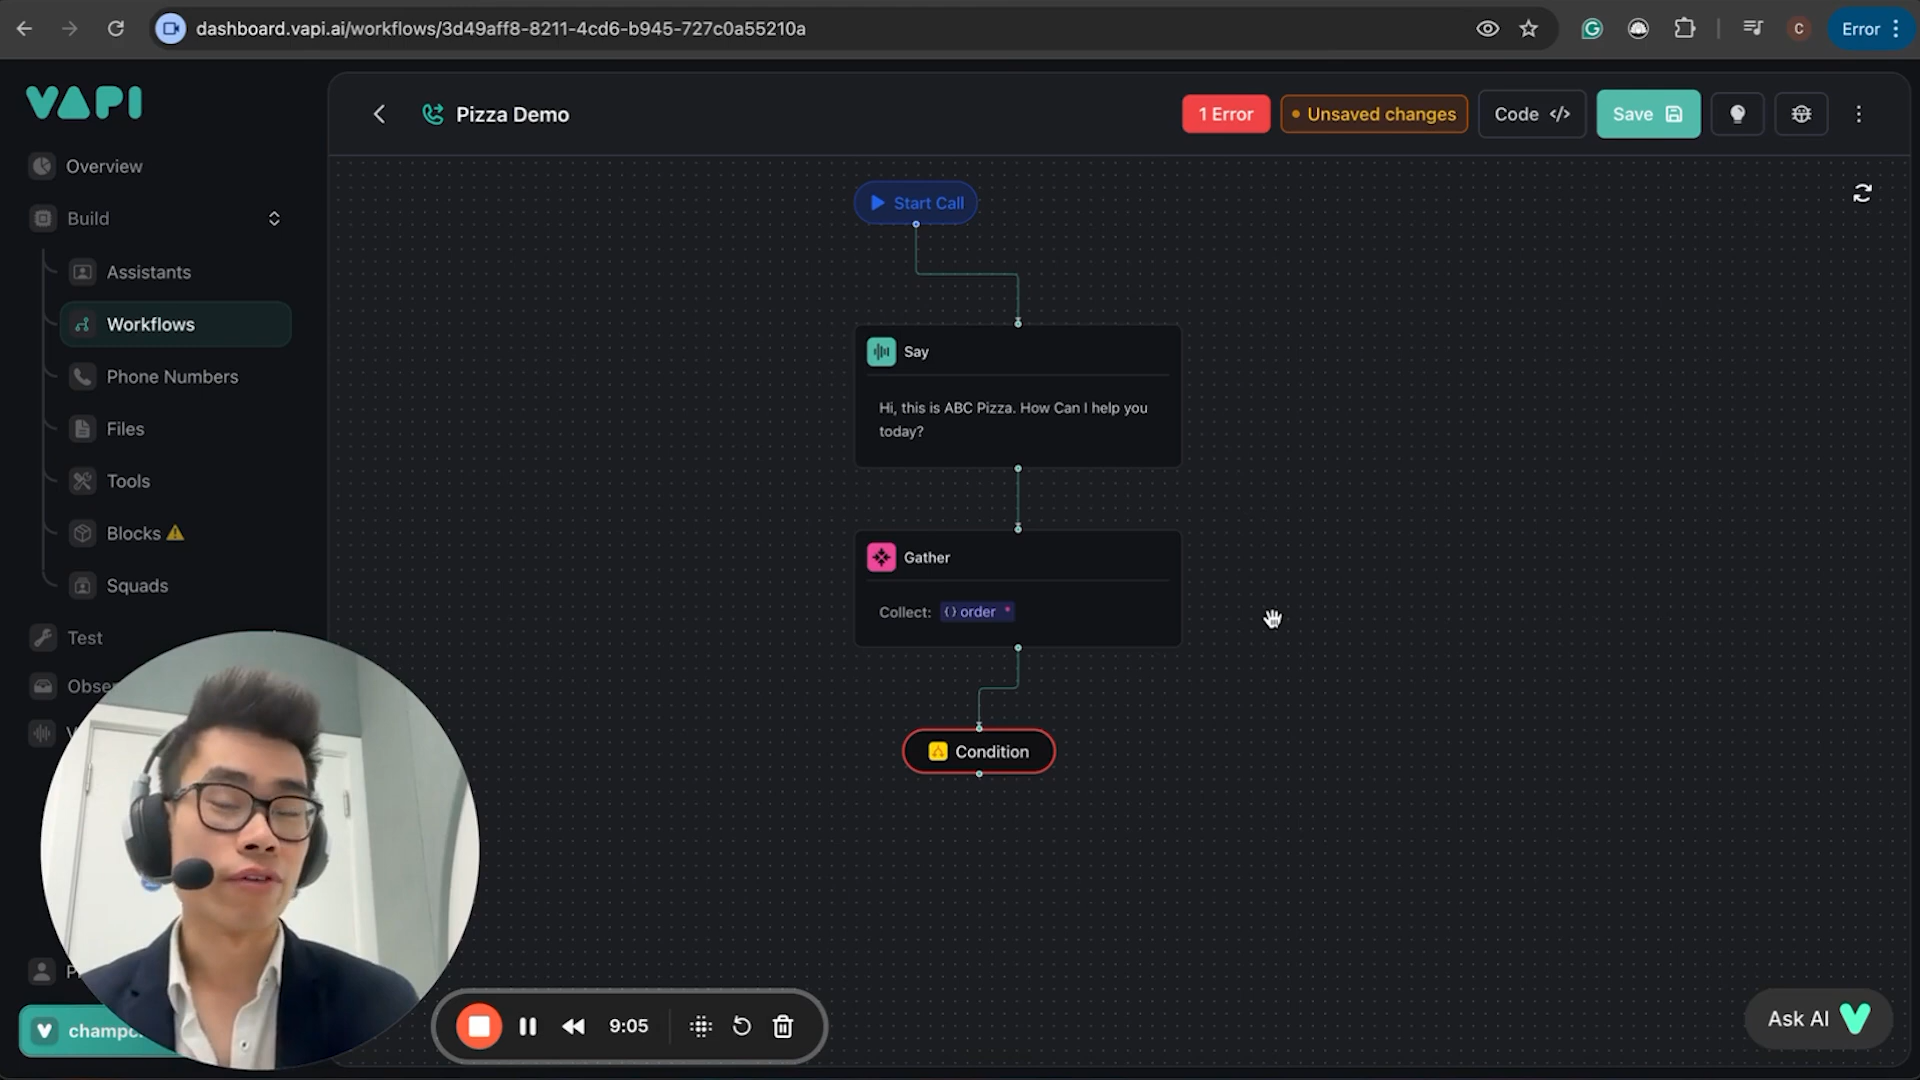 dashboard.vapi.ai/workflows/3d49aff8-8211-4cd6-b945-727c0a55210a
C
Error
VAPI
Pizza Demo
1 Error
Unsaved changes
Code </>
Save
Overview
Build
Assistants
Workflows
Phone Numbers
Files
Tools
Blocks
Squads
Test
Start Call
Say
Hi, this is ABC Pizza. How Can I help you
today?
Gather
Collect: {} order *
Condition
9:05
Ask AI